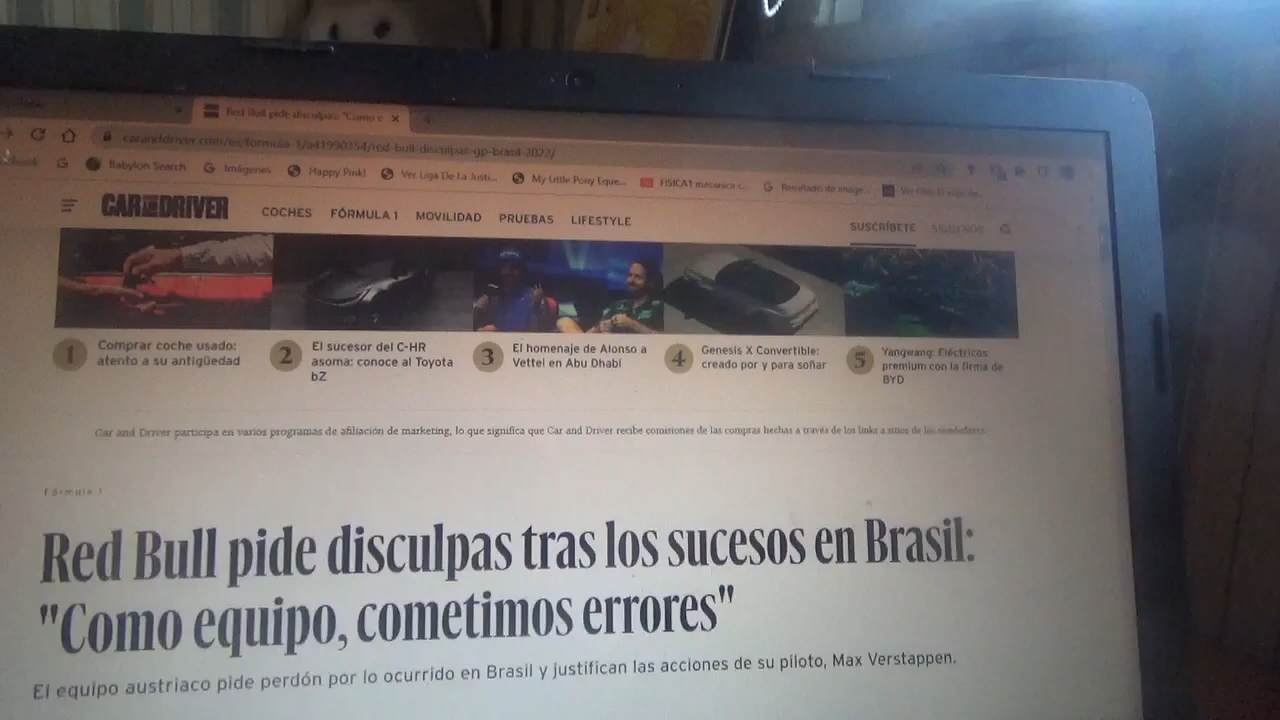 Red Bull pide disculpas: "Como e
caranddriver.com/es/formula-1/a41990354/red-bull-disculpas-gp-brasil-2022/
Babylon Search
Imágenes
Happy Pink!
Ver Liga De La Justi...
My Little Pony Eque...
FISICA1 mecanica
Resultado de image...
CAR AND DRIVER
COCHES FÓRMULA 1 MOVILIDAD PRUEBAS LIFESTYLE
SUSCRÍBETE
1 Comprar coche usado:
atento a su antigüedad
2 El sucesor del C-HR
asoma: conoce al Toyota
bZ
3 El homenaje de Alonso a
Vettel en Abu Dhabi
4 Genesis X Convertible:
creado por y para soñar
5 Yangwang: Eléctricos
premium con la firma de
BYD
Car and Driver participa en varios programas de afiliación de marketing, lo que significa que Car and Driver recibe comisiones de las compras hechas a través de los links a sitios de los vendedores.
Fórmula 1
Red Bull pide disculpas tras los sucesos en Brasil:
"Como equipo, cometimos errores"
El equipo austriaco pide perdón por lo ocurrido en Brasil y justifican las acciones de su piloto, Max Verstappen.